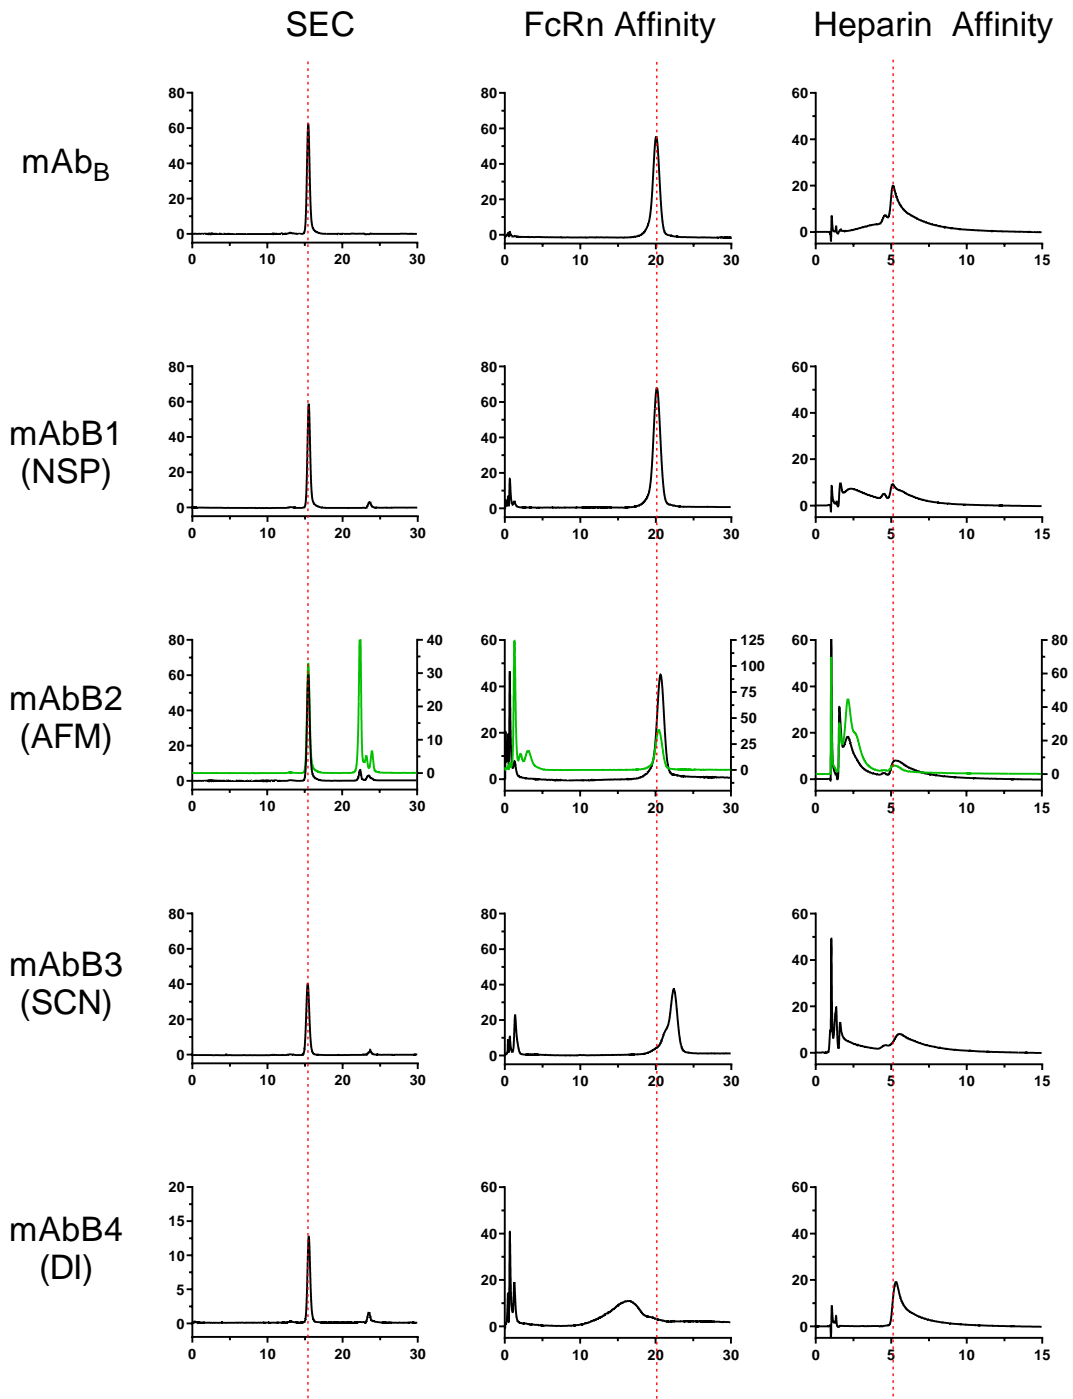 SEC FcRn Affinity Heparin Affinity
mAbB
80 80 60
60 60 40
40 40
20 20 20
0 0 0
0 10 20 30 0 10 20 30 0 5 10 15
mAbB1
(NSP)
80 80 60
60 60 40
40 40
20 20 20
0 0 0
0 10 20 30 0 10 20 30 0 5 10 15
mAbB2
(AFM)
80 40 60 125 60 80
60 30 40 100 40 60
40 20 75 40
20 10 20 50 20 20
0 0 0 25 0 0
0
0 10 20 30 0 10 20 30 0 5 10 15
mAbB3
(SCN)
80 80 60
60 60 40
40 40
20 20 20
0 0 0
0 10 20 30 0 10 20 30 0 5 10 15
mAbB4
(DI)
20 60 60
15 40 40
10
5 20 20
0 0 0
0 10 20 30 0 10 20 30 0 5 10 15